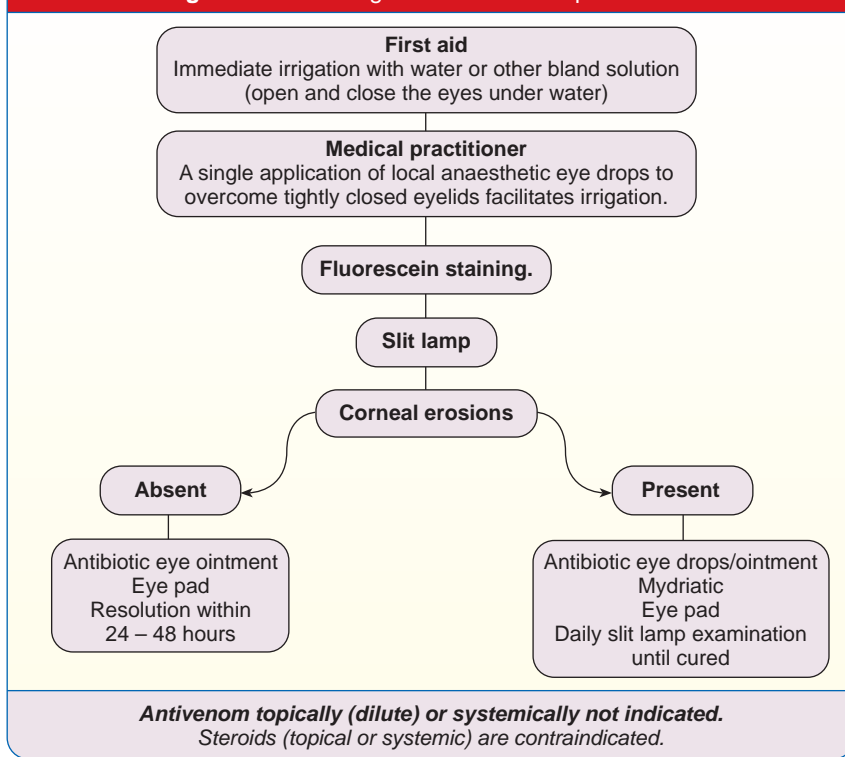 First aid
Immediate irrigation with water or other bland solution
(open and close the eyes under water)
Medical practitioner
A single application of local anaesthetic eye drops to
overcome tightly closed eyelids facilitates irrigation.
Fluorescein staining.
Slit lamp
Corneal erosions
Absent
Present
Antibiotic eye ointment
Eye pad
Resolution within
24 – 48 hours
Antibiotic eye drops/ointment
Mydriatic
Eye pad
Daily slit lamp examination
until cured
Antivenom topically (dilute) or systemically not indicated.
Steroids (topical or systemic) are contraindicated.